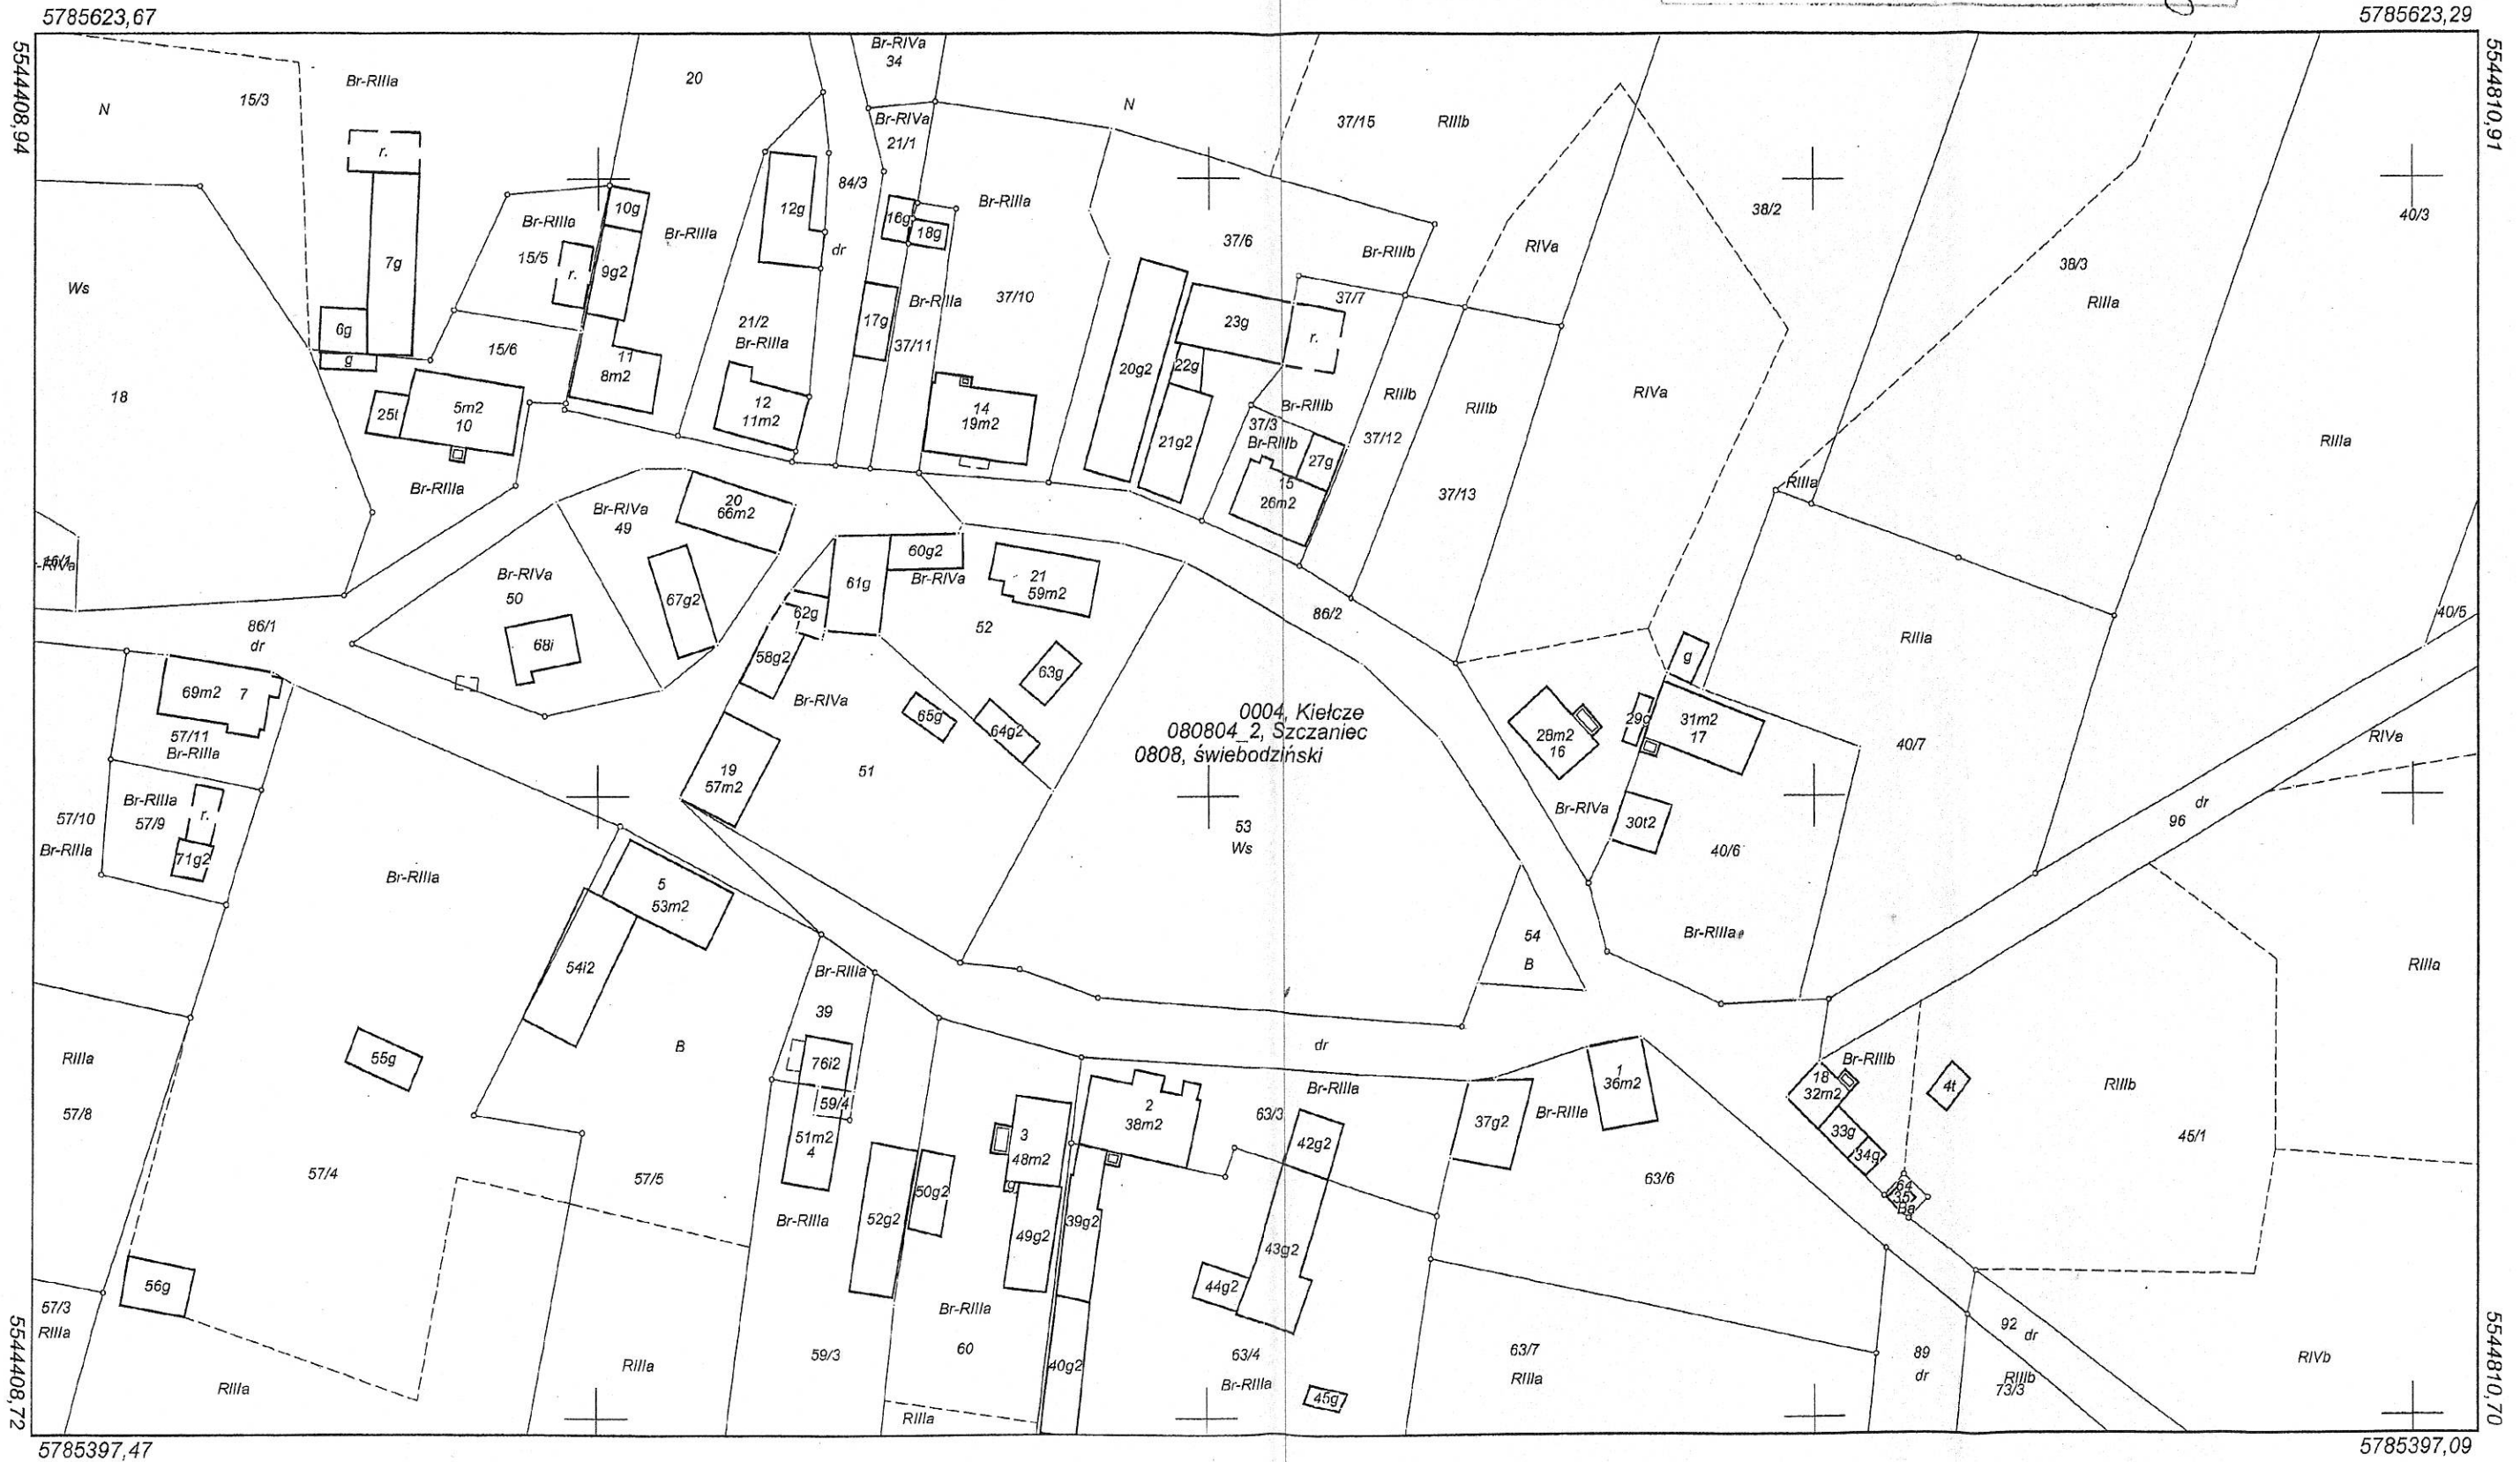 5785623,67
5785623,29
5544408,94
5544810,91
Br-RIVa
34
20
Br-RIIIa
15/3
N
N
Br-RIVa
21/1
37/15
RIIIb
r.
84/3
12g
Br-RIIIa
38/2
40/3
10g
Br-RIIIa
15/5
Br-RIIIa
16g
18g
37/6
Br-RIIIb
RIVa
dr
7g
9g2
r.
38/3
RIIIa
Ws
Br-RIIIa
37/10
37/7
6g
g
17g
21/2
Br-RIIIa
23g
r.
15/6
11
8m2
37/11
20g2
22g
18
25t
5m2
10
12
11m2
14
19m2
Br-RIIIb
37/3
Br-RIIIb
RIIIb
37/12
RIIIb
RIVa
RIIIa
21g2
27g
15
26m2
37/13
RIIIa
Br-RIIIa
Br-RIVa
49
20
66m2
16/1
60g2
61g
Br-RIVa
21
59m2
Br-RIVa
50
67g2
62g
52
86/2
40/5
86/1
dr
68i
58g2
63g
RIIIa
g
69m2 7
57/11
Br-RIIIa
Br-RIVa
65g
64g2
0004, Kiełcze
080804_2, Szczaniec
0808, świebodziński
29g
31m2
17
28m2
16
40/7
RIVa
19
57m2
51
Br-RIIIa
57/9
r.
57/10
Br-RIIIa
71g2
53
Ws
Br-RIVa
30t2
dr
96
40/6
Br-RIIIa
5
53m2
54
B
Br-RIIIa
RIIIa
54i2
Br-RIIIa
39
RIIIa
57/8
55g
B
76i2
59/4
51m2
4
dr
Br-RIIIa
63/3
2
38m2
3
48m2
g
42g2
37g2
Br-RIIIa
1
36m2
Br-RIIIb
18
32m2
4t
RIIIb
45/1
33g
34g
64
35
Ba
57/4
57/5
Br-RIIIa
52g2
50g2
49g2
39g2
43g2
44g2
63/6
56g
57/3
RIIIa
Br-RIIIa
60
59/3
40g2
63/4
Br-RIIIa
45g
63/7
RIIIa
89
dr
92 dr
RIIIb
73/3
RIVb
RIIIa
RIIIa
RIIIa
5544408,72
5544810,70
5785397,47
5785397,09